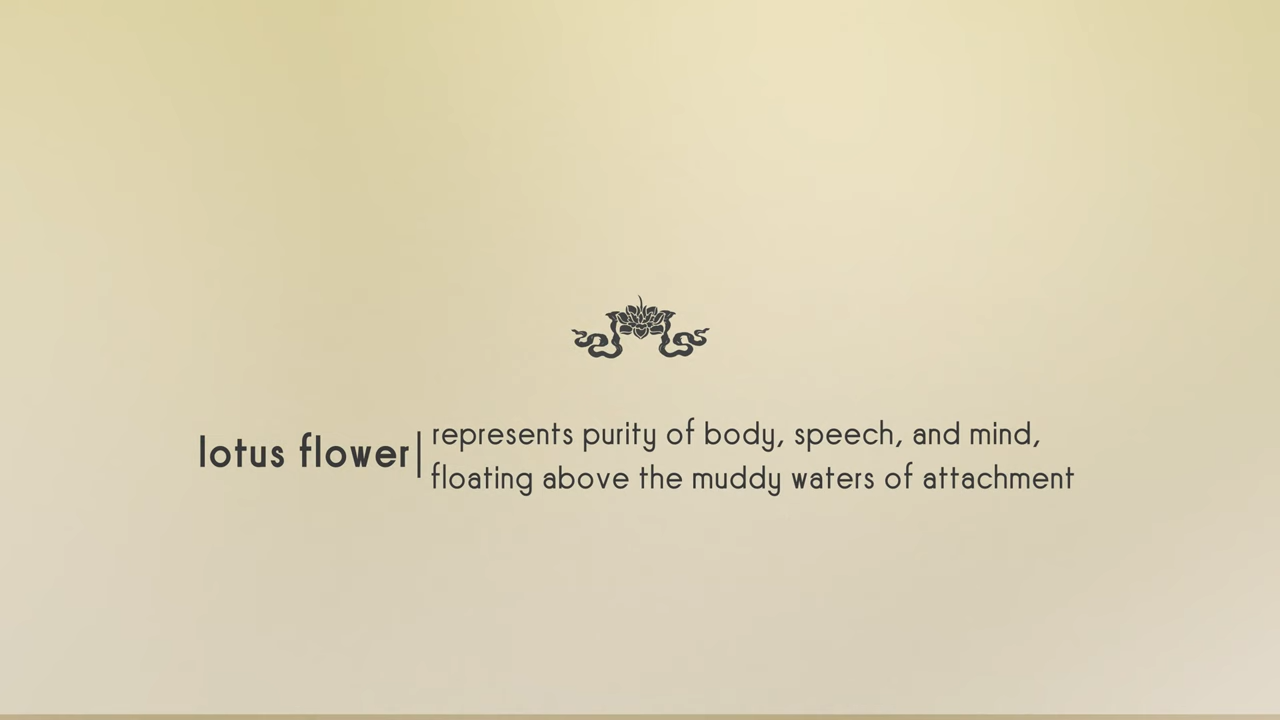 lotus flower
represents purity of body, speech, and mind,
floating above the muddy waters of attachment